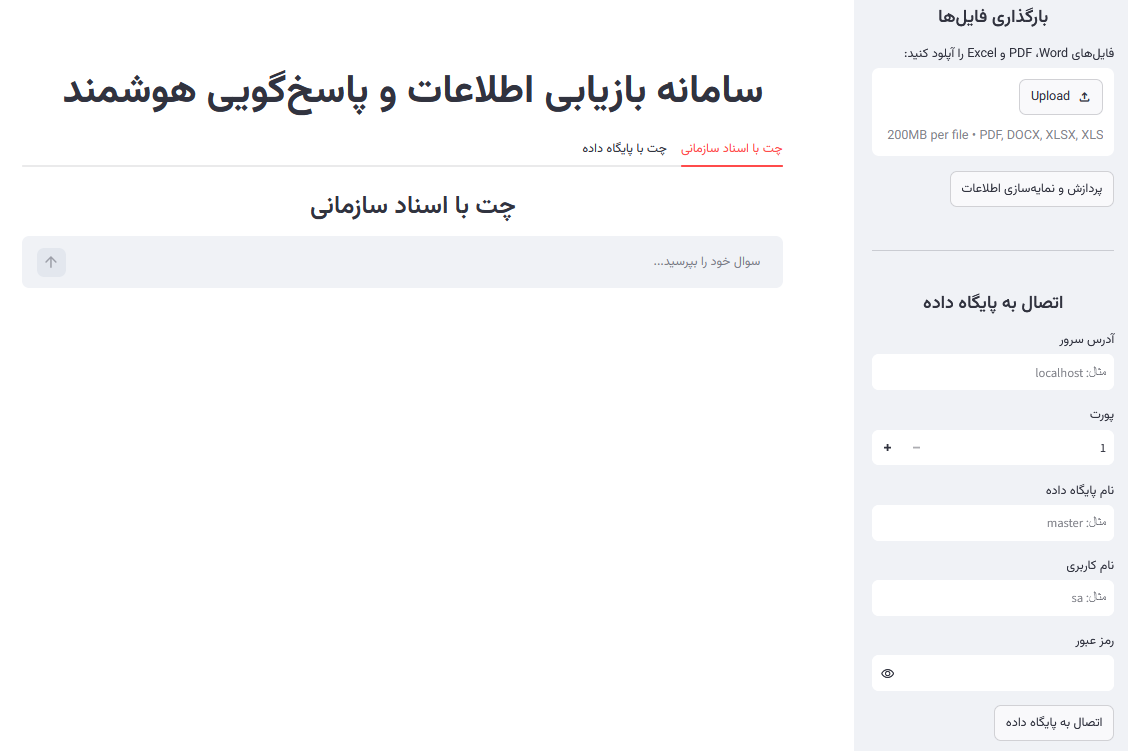 بارگذاری فایل‌ها
فایل‌های PDF ،Word و Excel را آپلود کنید:
Upload
200MB per file • PDF, DOCX, XLSX, XLS
پردازش و نمایه‌سازی اطلاعات
اتصال به پایگاه داده
آدرس سرور
مثال: localhost
پورت
1
نام پایگاه داده
مثال: master
نام کاربری
مثال: sa
رمز عبور
اتصال به پایگاه داده
سامانه بازیابی اطلاعات و پاسخ‌گویی هوشمند
چت با اسناد سازمانی
چت با پایگاه داده
چت با اسناد سازمانی
سوال خود را بپرسید...